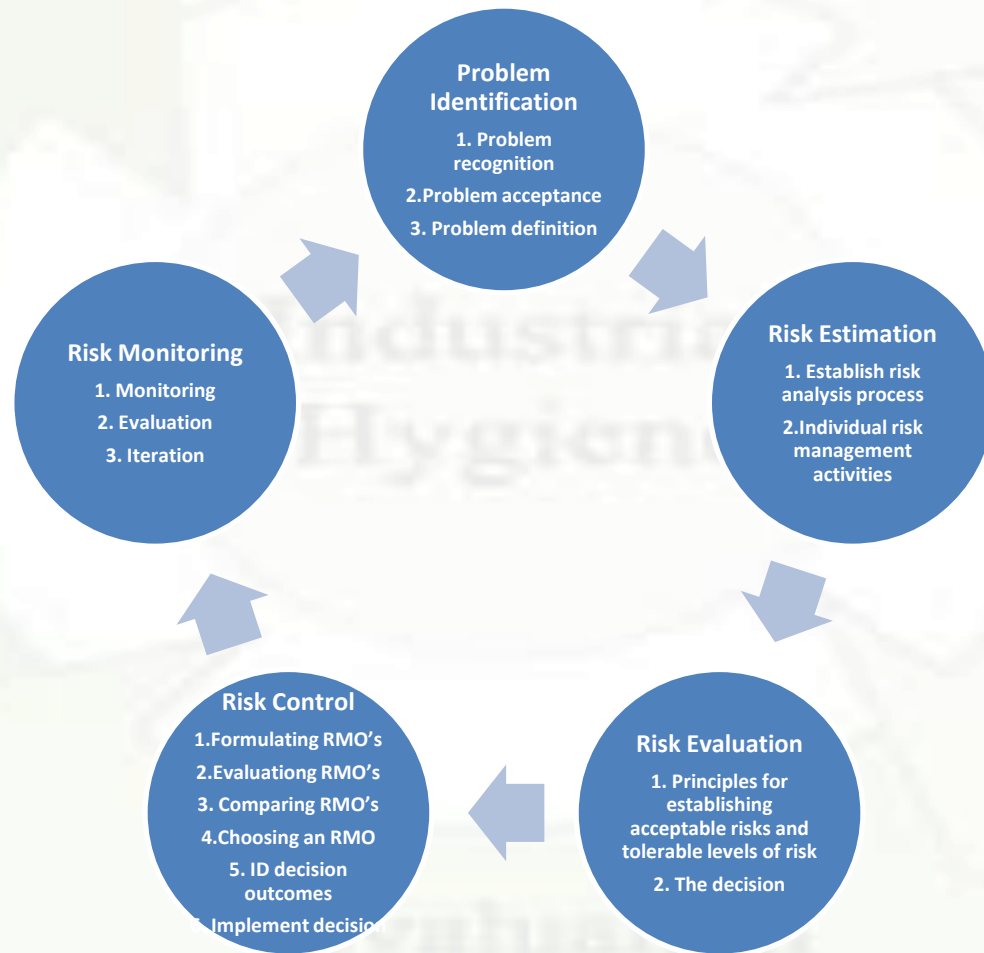 Problem
Identification
1. Problem
recognition
2.Problem acceptance
3. Problem definition
Risk Estimation
1. Establish risk
analysis process
2.Individual risk
management
activities
Risk Evaluation
1. Principles for
establishing
acceptable risks and
tolerable levels of risk
2. The decision
Risk Control
1.Formulating RMO's
2.Evaluationg RMO's
3. Comparing RMO's
4.Choosing an RMO
5. ID decision
outcomes
6. Implement decision
Risk Monitoring
1. Monitoring
2. Evaluation
3. Iteration
Hygiene